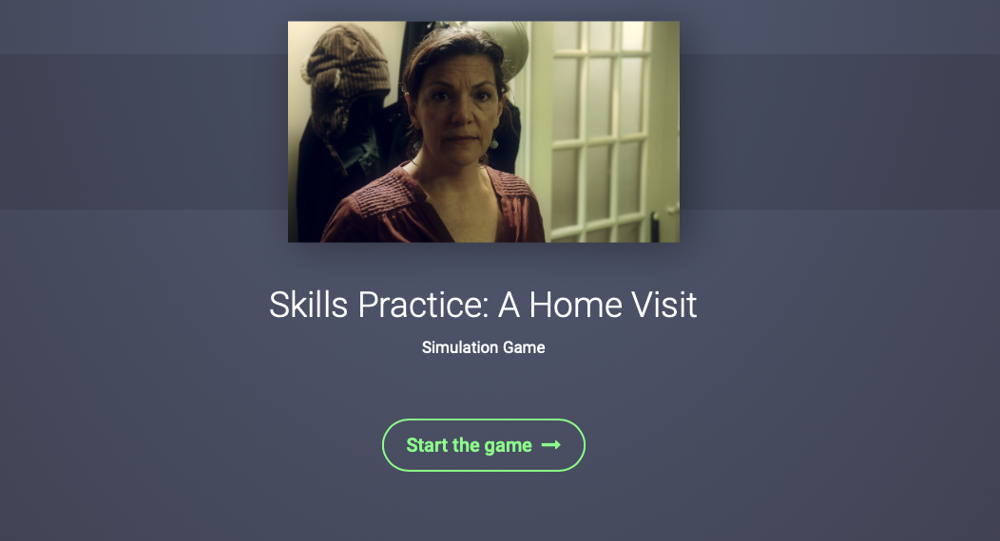 Skills Practice: A Home Visit
Simulation Game
Start the game